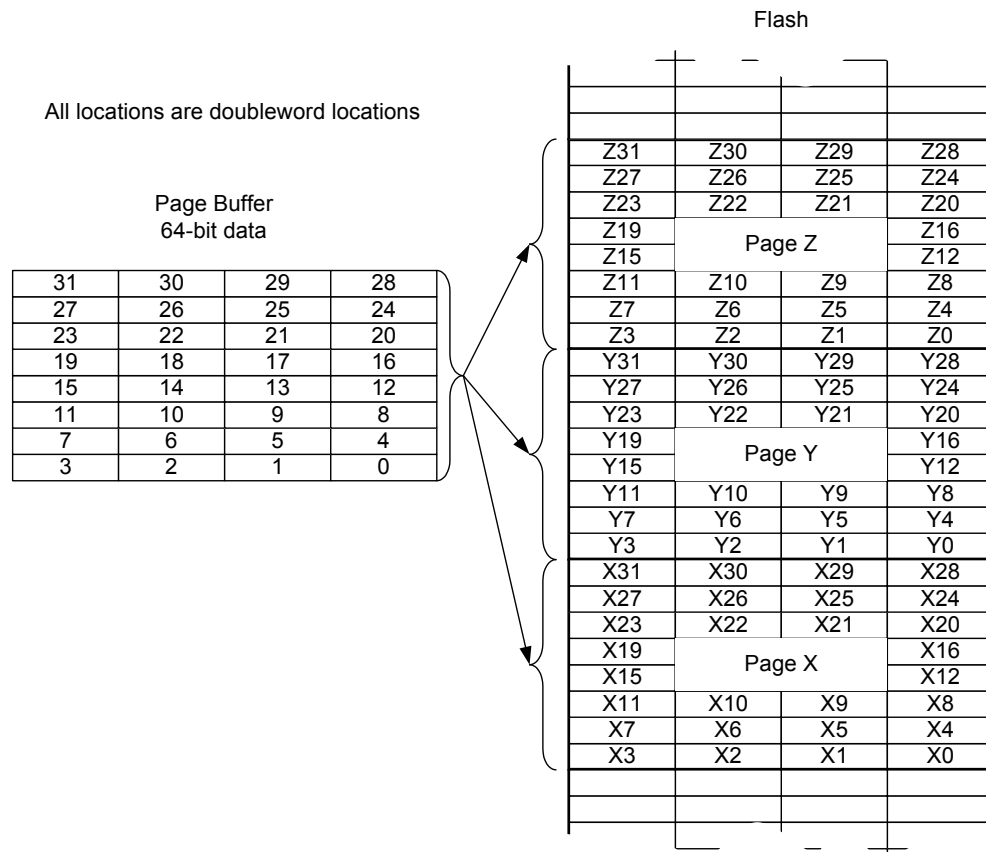 Flash
All locations are doubleword locations
Page Buffer
64-bit data
31 30 29 28
27 26 25 24
23 22 21 20
19 18 17 16
15 14 13 12
11 10 9 8
7 6 5 4
3 2 1 0
Z31 Z30 Z29 Z28
Z27 Z26 Z25 Z24
Z23 Z22 Z21 Z20
Z19 Z16
Page Z
Z15 Z12
Z11 Z10 Z9 Z8
Z7 Z6 Z5 Z4
Z3 Z2 Z1 Z0
Y31 Y30 Y29 Y28
Y27 Y26 Y25 Y24
Y23 Y22 Y21 Y20
Y19 Y16
Page Y
Y15 Y12
Y11 Y10 Y9 Y8
Y7 Y6 Y5 Y4
Y3 Y2 Y1 Y0
X31 X30 X29 X28
X27 X26 X25 X24
X23 X22 X21 X20
X19 X16
Page X
X15 X12
X11 X10 X9 X8
X7 X6 X5 X4
X3 X2 X1 X0